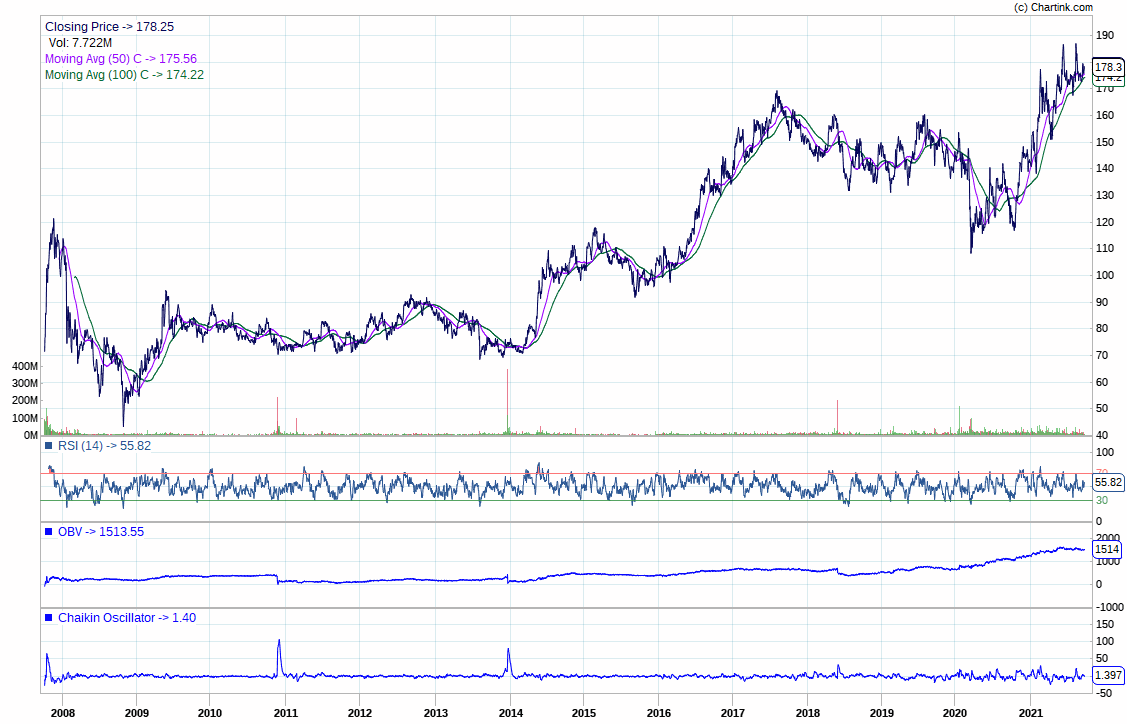 (c) Chartink.com
Closing Price -> 178.25
Vol: 7.722M
Moving Avg (50) C -> 175.56
Moving Avg (100) C -> 174.22
190
178.3
174.2
170
160
150
140
130
120
110
100
90
80
70
60
50
40
400M
300M
200M
100M
0M
RSI (14) -> 55.82
100
70
55.82
30
0
OBV -> 1513.55
2000
1514
1000
0
-1000
Chaikin Oscillator -> 1.40
150
100
50
1.397
-50
2008 2009 2010 2011 2012 2013 2014 2015 2016 2017 2018 2019 2020 2021